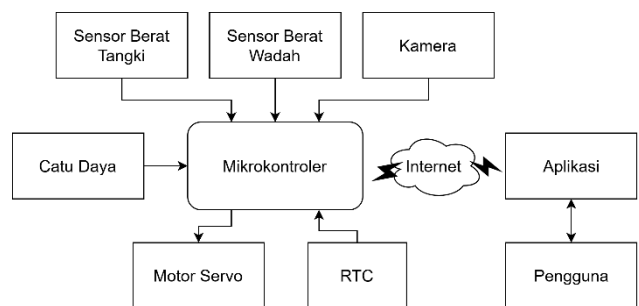 Sensor Berat
Tangki
Sensor Berat
Wadah
Kamera
Catu Daya
Mikrokontroler
Internet
Aplikasi
Motor Servo
RTC
Pengguna